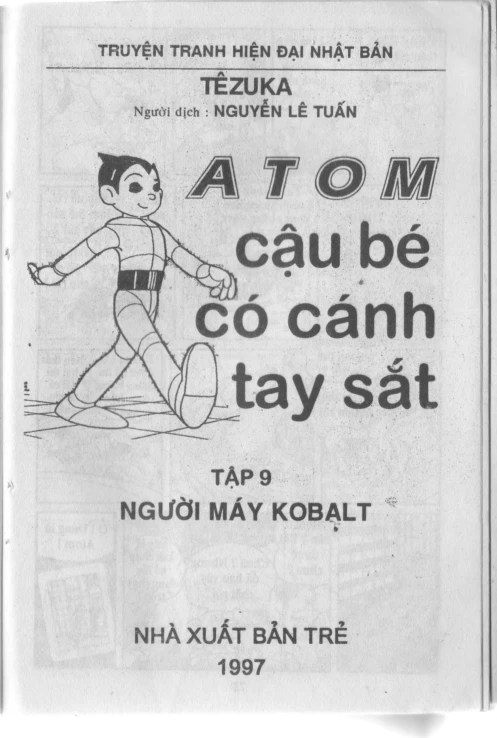 TRUYỆN TRANH HIỆN ĐẠI NHẬT BẢN
TÊZUKA
Người dịch : NGUYỄN LÊ TUẤN
ATOM
cậu bé
có cánh
tay sắt
TẬP 9
NGƯỜI MÁY KOBALT
NHÀ XUẤT BẢN TRẺ
1997